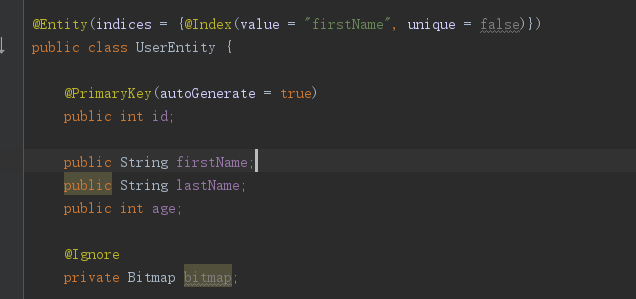 @Entity(indices = {@Index(value = "firstName", unique = false)})
public class UserEntity {
@PrimaryKey(autoGenerate = true)
public int id;
public String firstName;
public String lastName;
public int age;
@Ignore
private Bitmap bitmap;